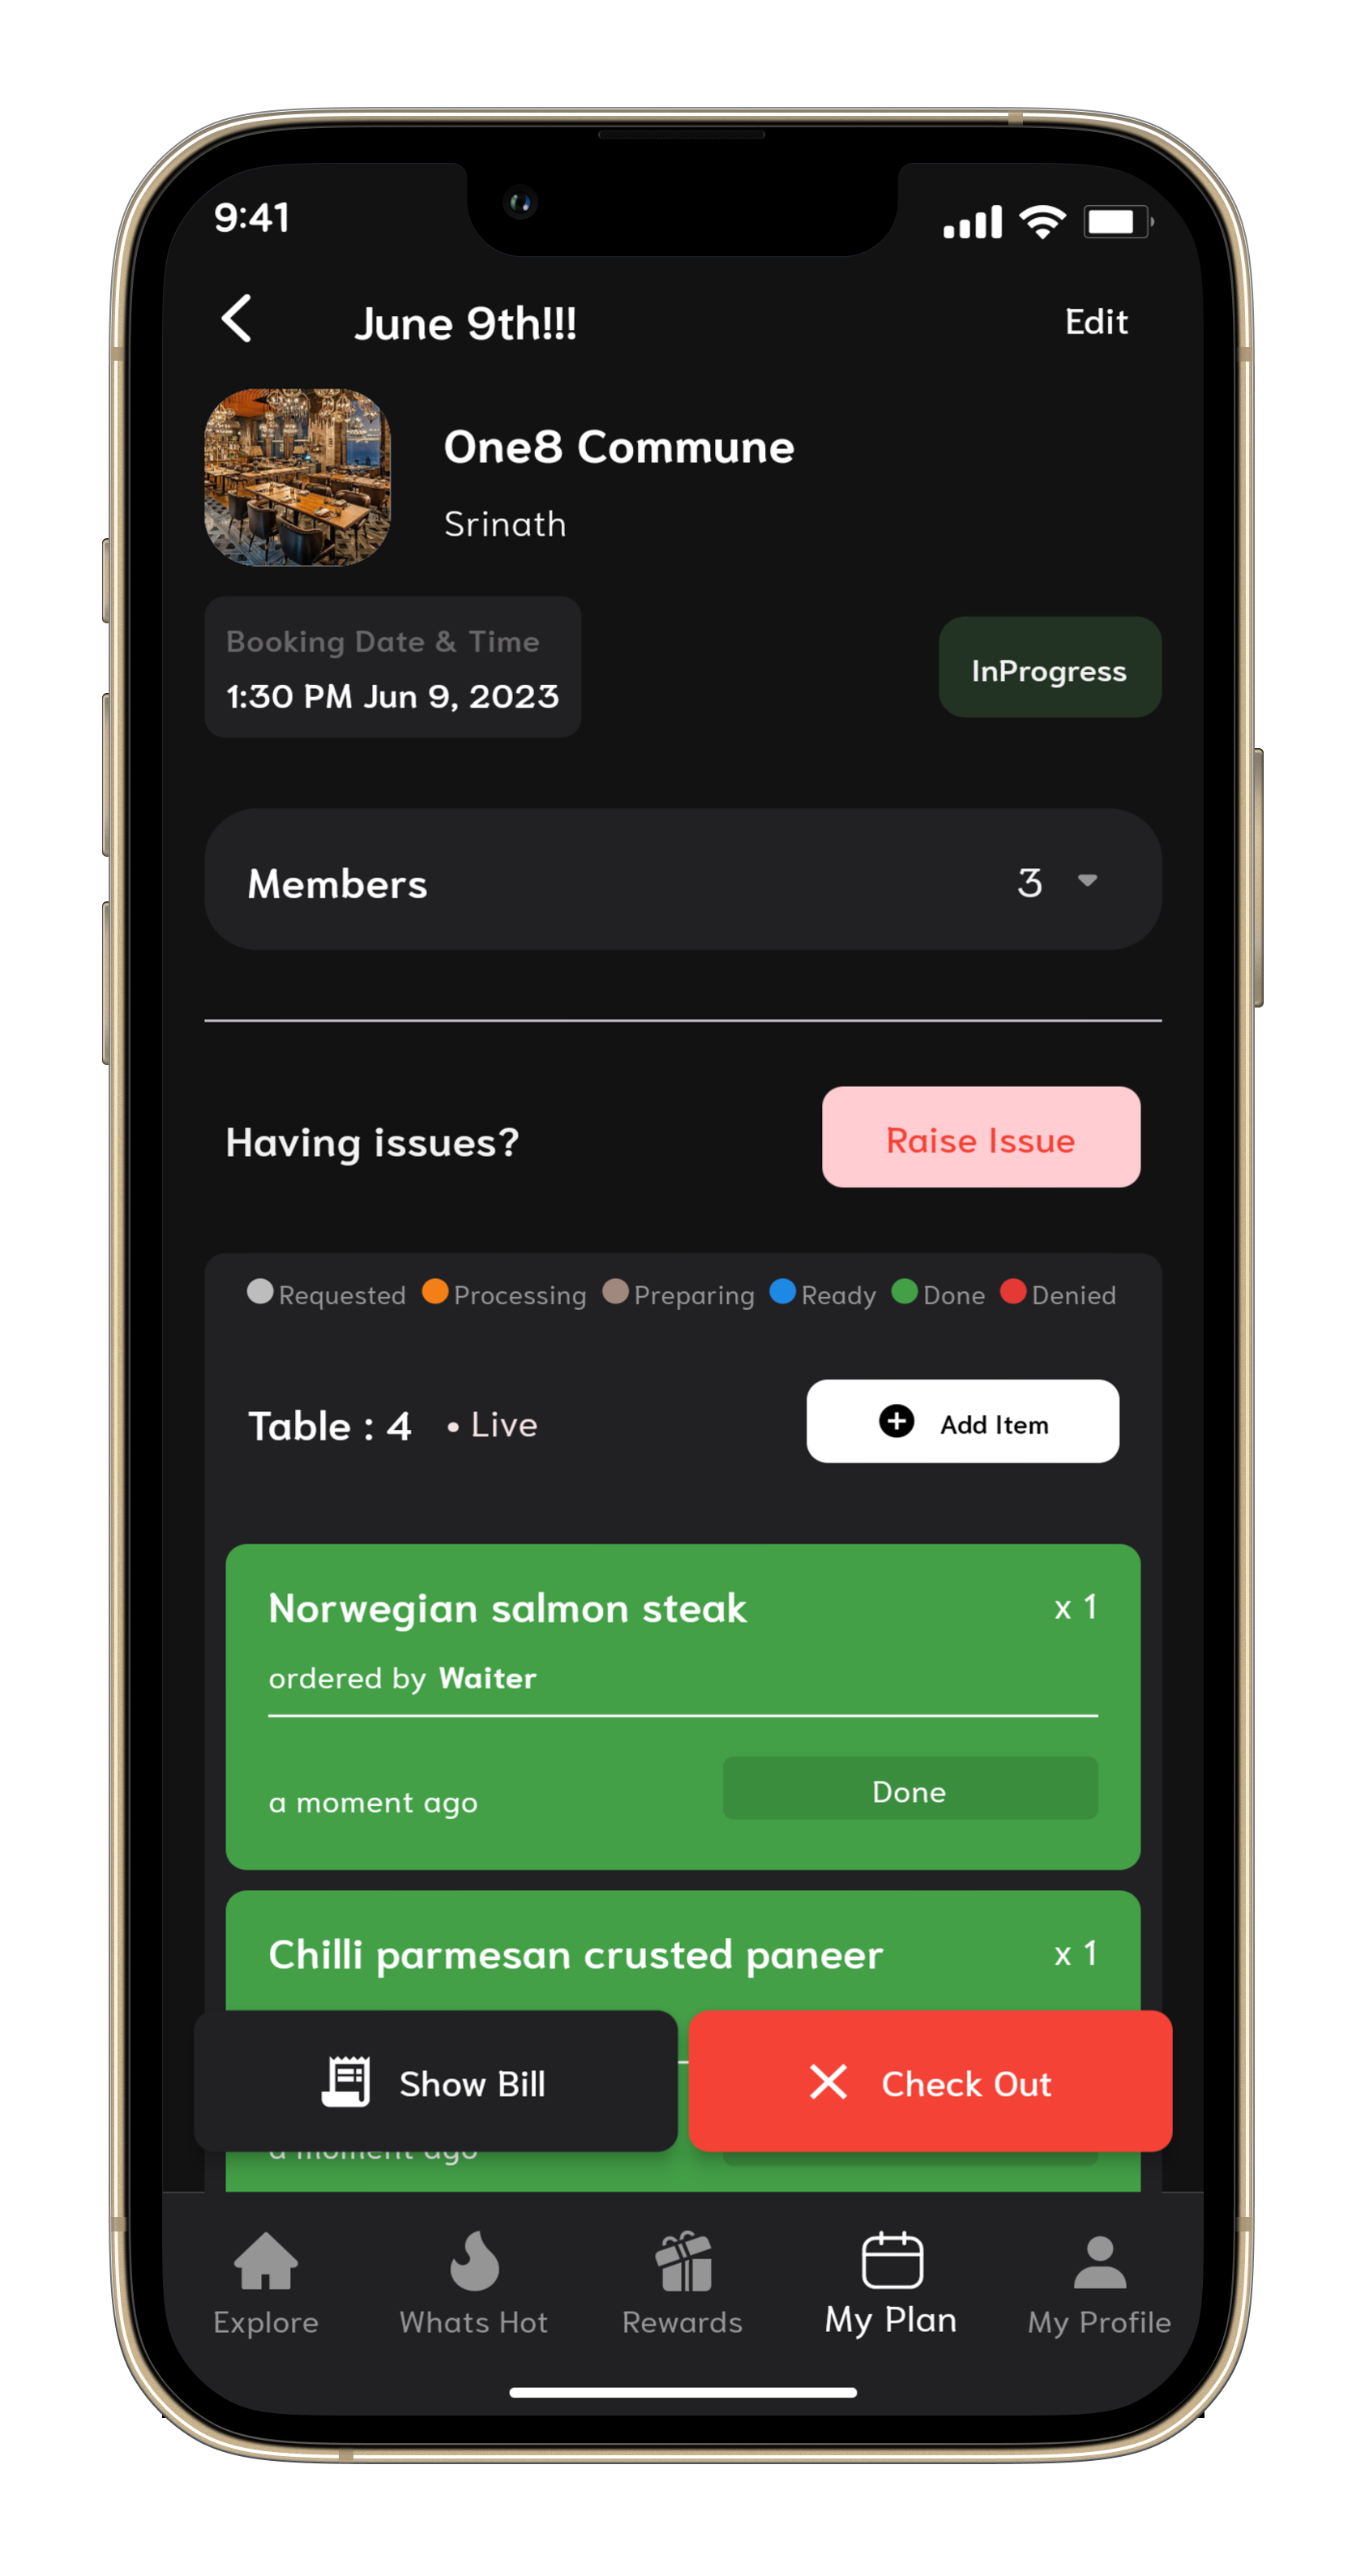 9:41
June 9th!!!
Edit
One8 Commune
Srinath
Booking Date & Time
1:30 PM Jun 9, 2023
InProgress
Members
3
Having issues?
Raise Issue
Requested Processing Preparing Ready Done Denied
Table : 4 • Live
Add Item
Norwegian salmon steak
x 1
ordered by Waiter
a moment ago
Done
Chilli parmesan crusted paneer
x 1
Show Bill
Check Out
a moment ago
Explore
Whats Hot
Rewards
My Plan
My Profile